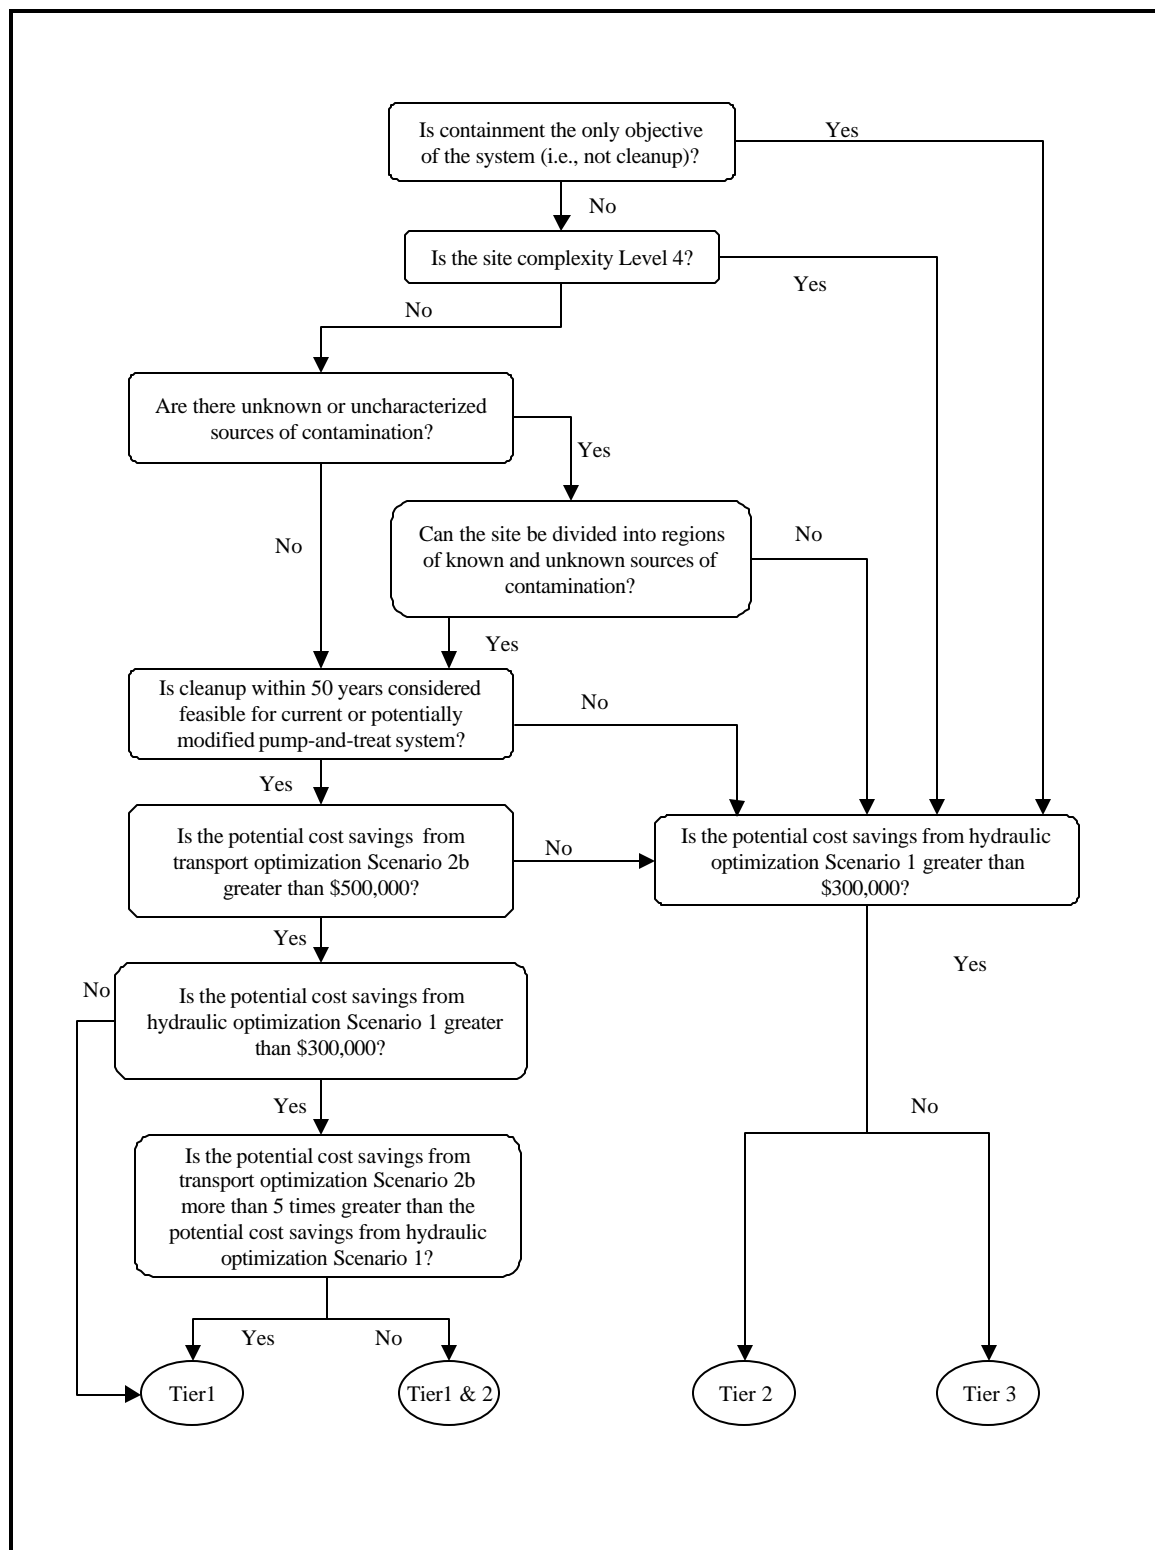 Is containment the only objective
of the system (i.e., not cleanup)?
Yes
No
Is the site complexity Level 4?
Yes
No
Are there unknown or uncharacterized
sources of contamination?
Yes
No
Can the site be divided into regions
of known and unknown sources of
contamination?
No
Yes
Is cleanup within 50 years considered
feasible for current or potentially
modified pump-and-treat system?
No
Yes
Is the potential cost savings from
transport optimization Scenario 2b
greater than $500,000?
No
Is the potential cost savings from hydraulic
optimization Scenario 1 greater than
$300,000?
Yes
Yes
No
Is the potential cost savings from
hydraulic optimization Scenario 1 greater
than $300,000?
Yes
No
Is the potential cost savings from
transport optimization Scenario 2b
more than 5 times greater than the
potential cost savings from hydraulic
optimization Scenario 1?
Yes
No
Tier1
Tier1 & 2
Tier 2
Tier 3